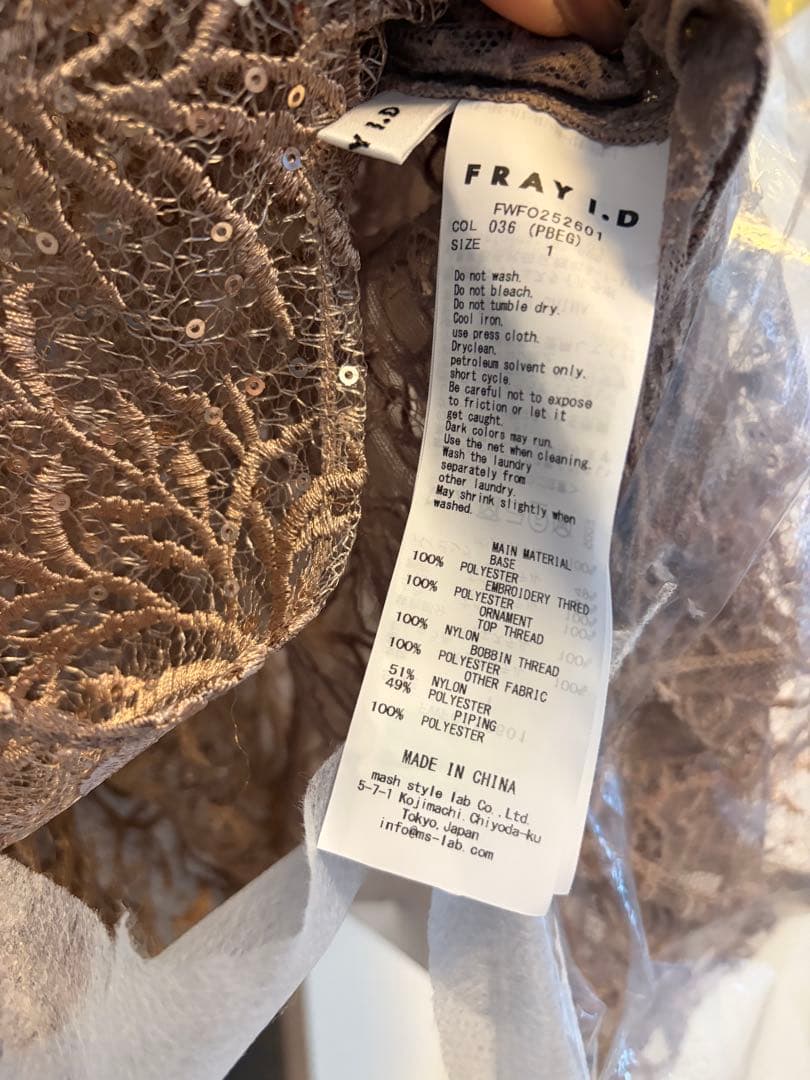 Y I.D
FRAY I.D
FWFO252601
COL 036 (PBEG)
SIZE 1
Do not wash.
Do not bleach.
Do not tumble dry.
Cool iron.
use press cloth.
Dryclean.
petroleum solvent only.
short cycle.
Be careful not to expose
to friction or let it
get caught.
Dark colors may run.
Use the net when cleaning.
Wash the laundry
separately from
other laundry.
May shrink slightly when
washed.
MAIN MATERIAL
BASE
100% POLYESTER
EMBROIDERY THRED
100% POLYESTER
ORNAMENT
TOP THREAD
100% NYLON
BOBBIN THREAD
100% POLYESTER
OTHER FABRIC
51% NYLON
49% POLYESTER
PIPING
100% POLYESTER
MADE IN CHINA
mash style lab Co.,Ltd.
5-7-1 Kojimachi Chiyoda-ku
Tokyo,Japan
info@ms-lab.com